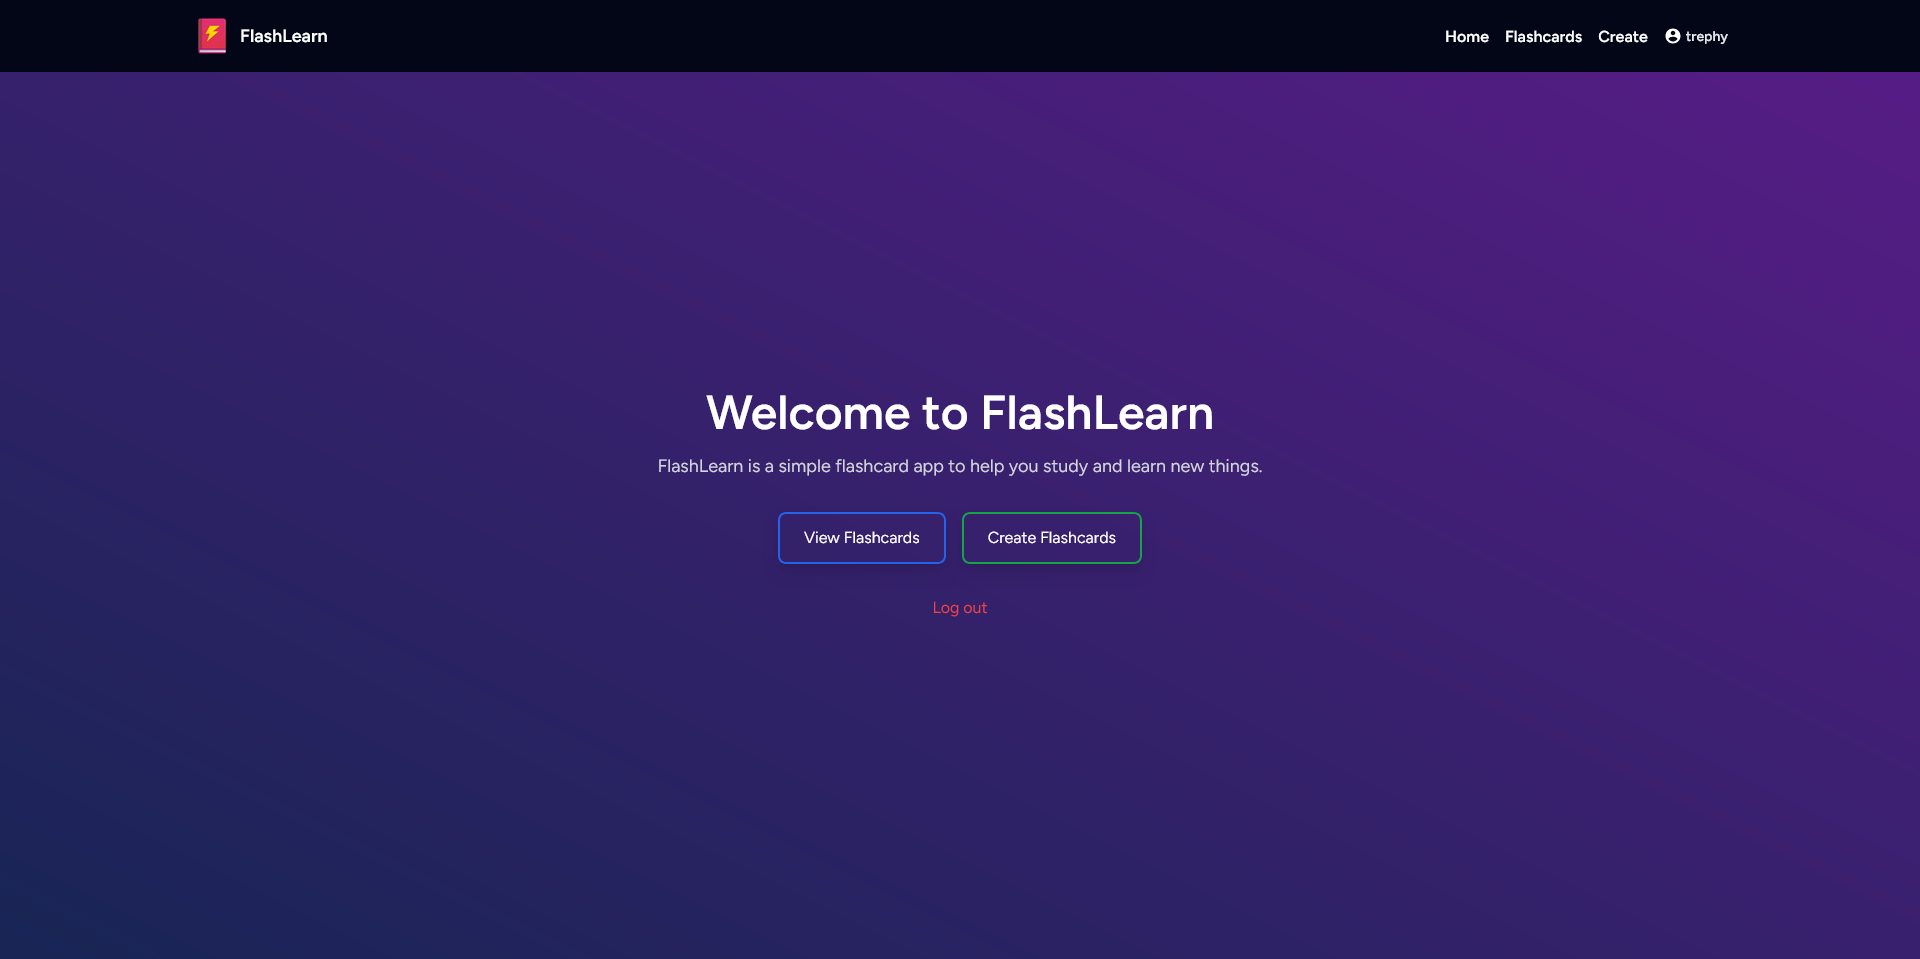 FlashLearn
Home Flashcards Create trephy
Welcome to FlashLearn
FlashLearn is a simple flashcard app to help you study and learn new things.
View Flashcards Create Flashcards
Log out